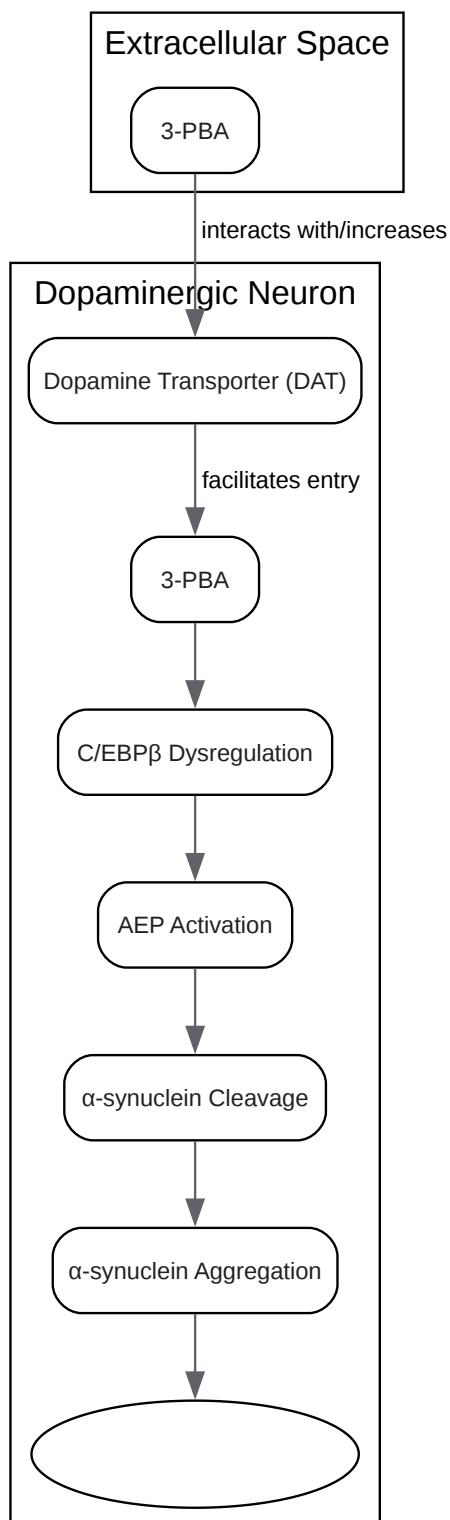 Extracellular Space
3-PBA
interacts with/increases
Dopaminergic Neuron
Dopamine Transporter (DAT)
facilitates entry
3-PBA
C/EBPβ Dysregulation
AEP Activation
α-synuclein Cleavage
α-synuclein Aggregation